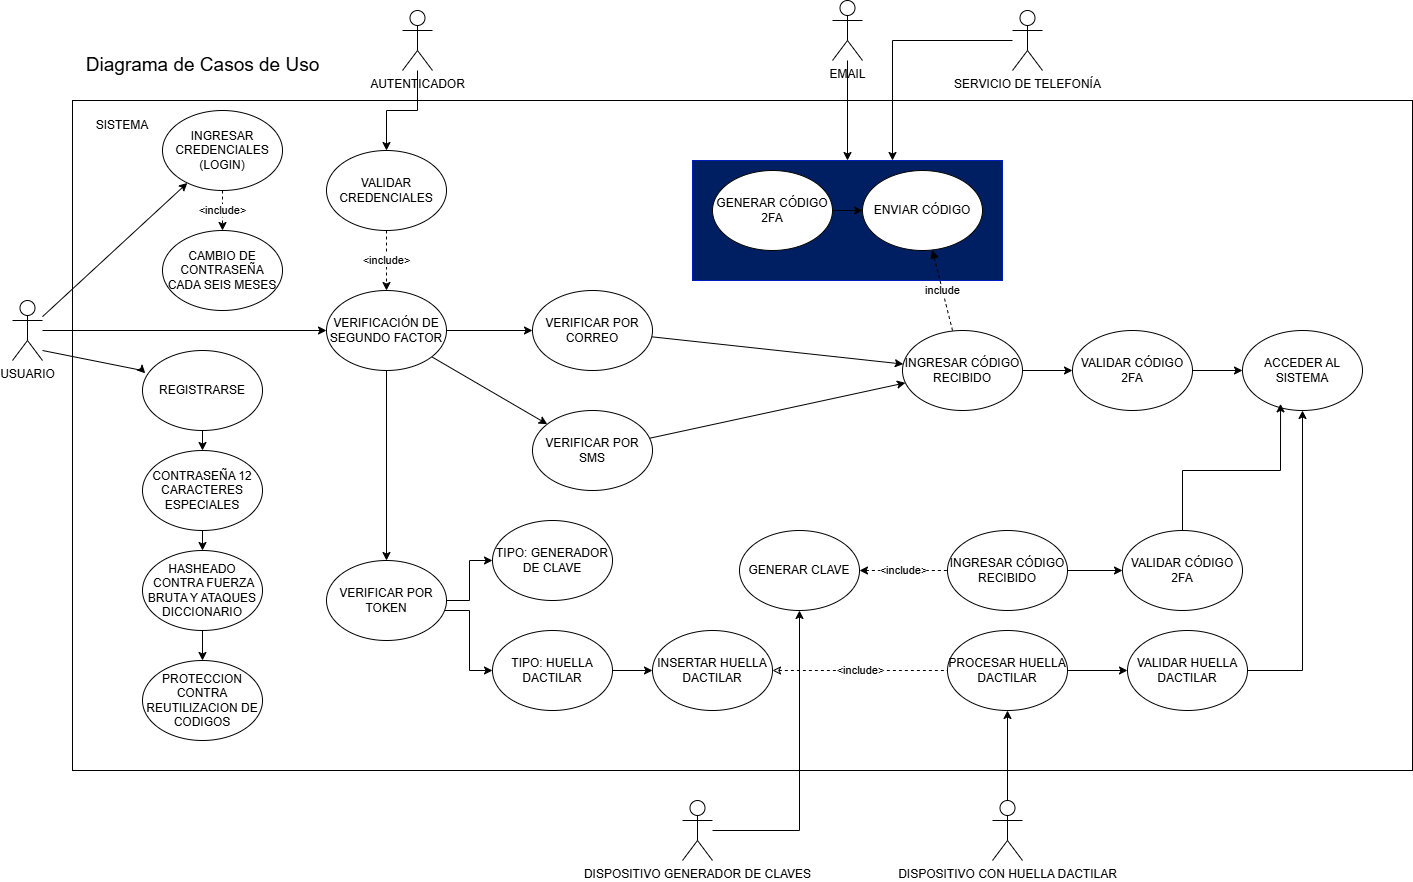 Diagrama de Casos de Uso
AUTENTICADOR
EMAIL
SERVICIO DE TELEFONÍA
SISTEMA
INGRESAR
CREDENCIALES
(LOGIN)
<include>
CAMBIO DE
CONTRASEÑA
CADA SEIS MESES
VALIDAR
CREDENCIALES
<include>
GENERAR CÓDIGO
2FA
ENVIAR CÓDIGO
include
USUARIO
VERIFICACIÓN DE
SEGUNDO FACTOR
VERIFICAR POR
CORREO
INGRESAR CÓDIGO
RECIBIDO
VALIDAR CÓDIGO
2FA
ACCEDER AL
SISTEMA
REGISTRARSE
VERIFICAR POR
SMS
CONTRASEÑA 12
CARACTERES
ESPECIALES
HASHEADO
CONTRA FUERZA
BRUTA Y ATAQUES
DICCIONARIO
PROTECCION
CONTRA
REUTILIZACION DE
CODIGOS
VERIFICAR POR
TOKEN
TIPO: GENERADOR
DE CLAVE
GENERAR CLAVE
<include>
INGRESAR CÓDIGO
RECIBIDO
VALIDAR CÓDIGO
2FA
TIPO: HUELLA
DACTILAR
INSERTAR HUELLA
DACTILAR
<include>
PROCESAR HUELLA
DACTILAR
VALIDAR HUELLA
DACTILAR
DISPOSITIVO GENERADOR DE CLAVES
DISPOSITIVO CON HUELLA DACTILAR